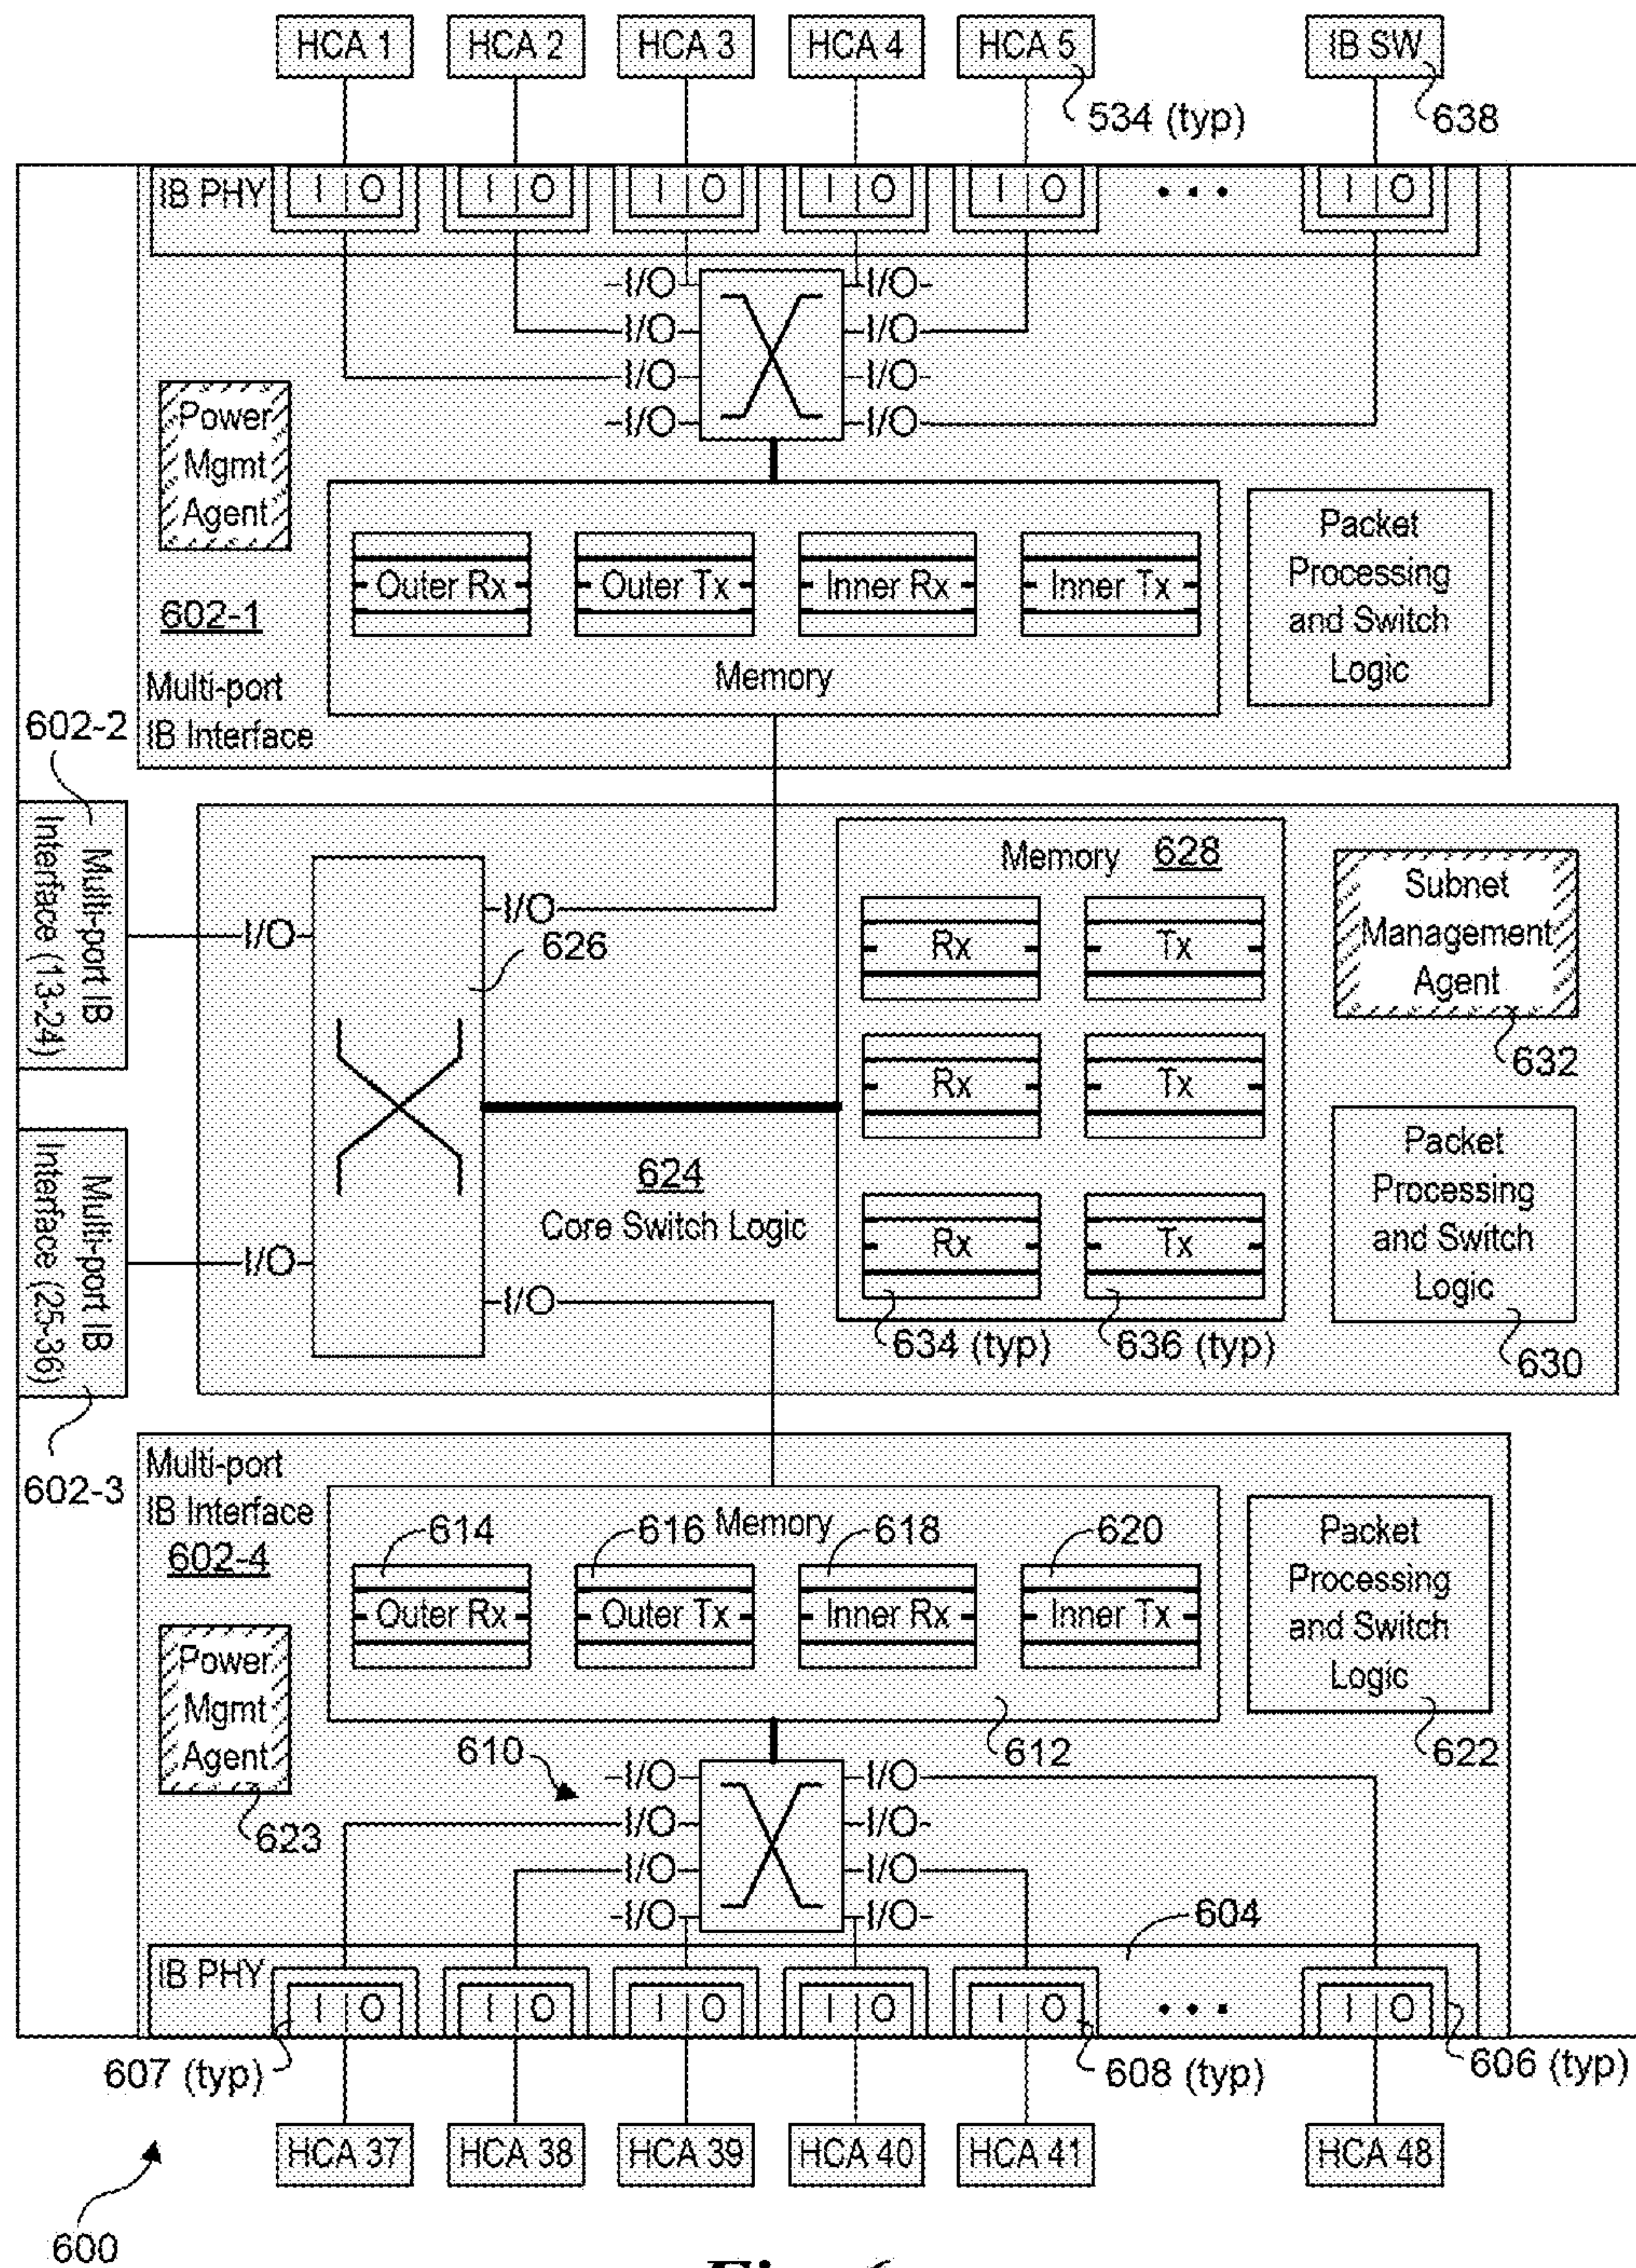 HCA 1
HCA 2
HCA 3
HCA 4
HCA 5
IB SW
534 (typ)
638
IB PHY
I O
I O
I O
I O
I O
• • •
I O
I/O
I/O
I/O
I/O
I/O
I/O
I/O
I/O
Power
Mgmt
Agent
602-1
Multi-port
IB Interface
Outer Rx
Outer Tx
Inner Rx
Inner Tx
Memory
Packet
Processing
and Switch
Logic
602-2
Multi-port IB
Interface (13-24)
Multi-port IB
Interface (25-36)
602-3
I/O
I/O
I/O
I/O
626
624
Core Switch Logic
Memory 628
Rx
Tx
Rx
Tx
Rx
Tx
634 (typ)
636 (typ)
Subnet
Management
Agent
632
Packet
Processing
and Switch
Logic
630
Multi-port
IB Interface
602-4
614
616
Memory
618
620
Outer Rx
Outer Tx
Inner Rx
Inner Tx
612
Packet
Processing
and Switch
Logic
622
Power
Mgmt
Agent
623
610
I/O
I/O
I/O
I/O
I/O
I/O
I/O
I/O
604
IB PHY
I O
I O
I O
I O
I O
• • •
I O
607 (typ)
608 (typ)
606 (typ)
HCA 37
HCA 38
HCA 39
HCA 40
HCA 41
HCA 48
600